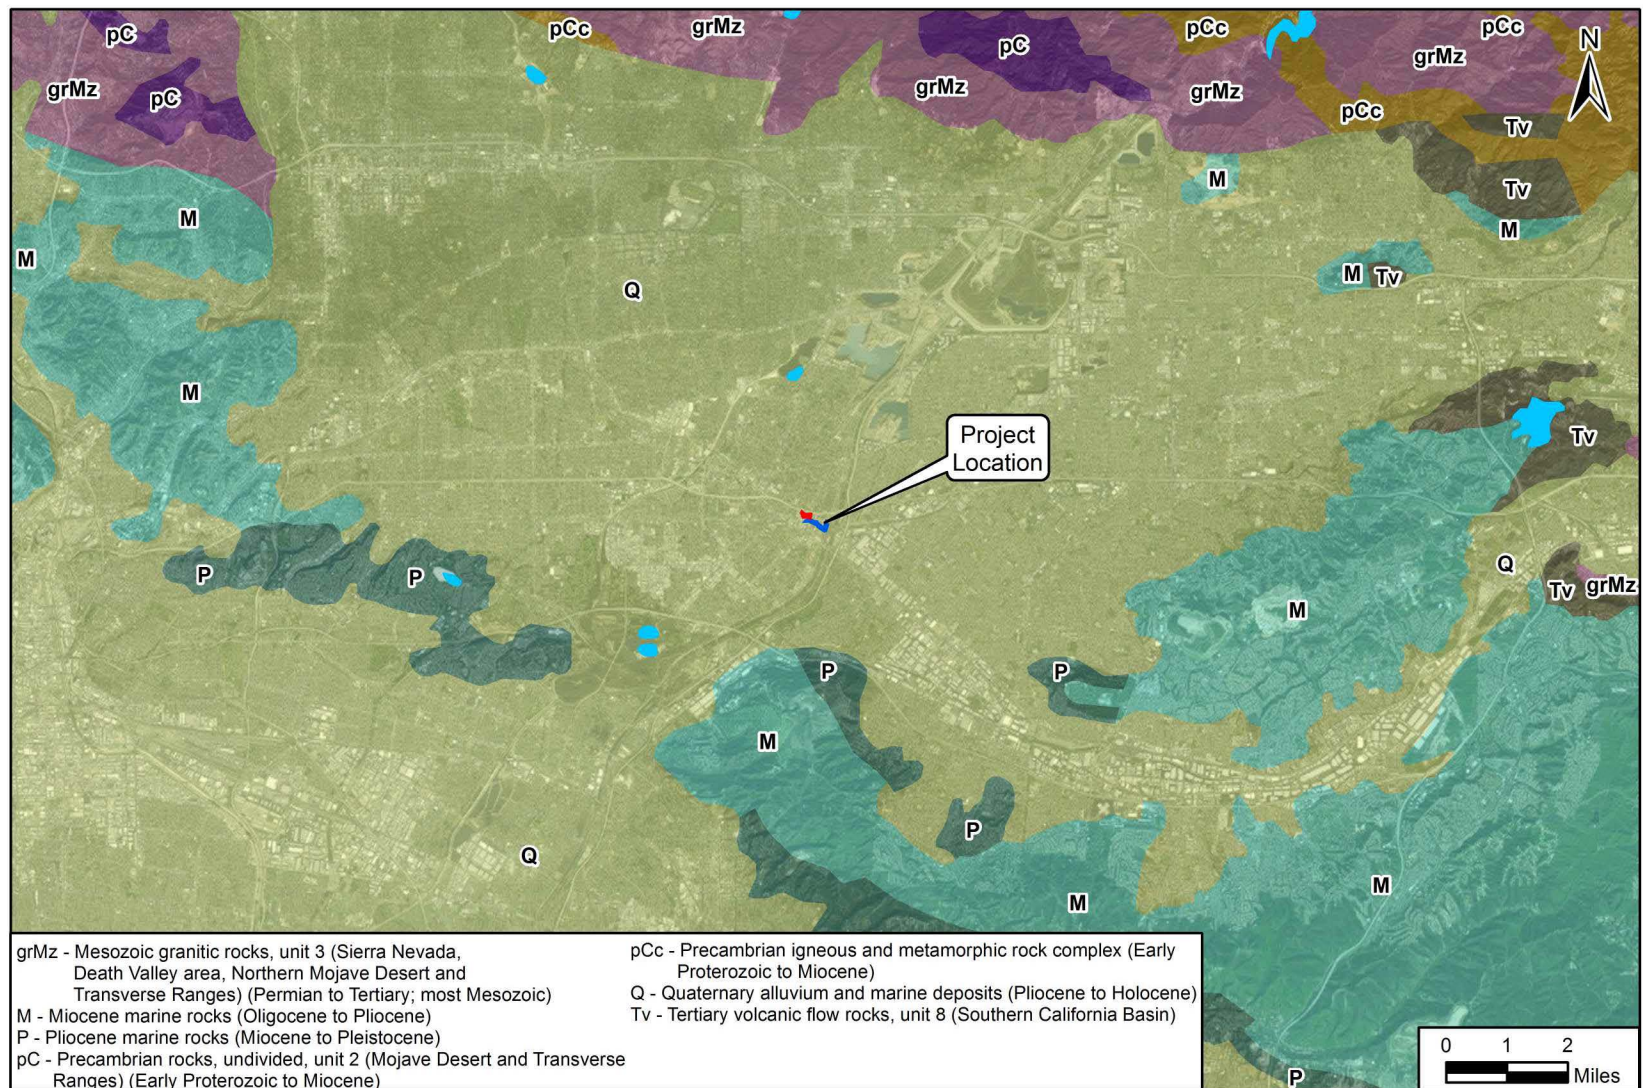 pC
pCc
grMz
pC
pCc
pCc
N
grMz
pC
grMz
grMz
grMz
pCc
Tv
M
M
Tv
M
M
Q
M
Tv
M
Project
Location
Tv
P
P
Q
M
Tv
grMz
P
P
M
P
Q
M
M
grMz - Mesozoic granitic rocks, unit 3 (Sierra Nevada,
Death Valley area, Northern Mojave Desert and
Transverse Ranges) (Permian to Tertiary; most Mesozoic)
M - Miocene marine rocks (Oligocene to Pliocene)
P - Pliocene marine rocks (Miocene to Pleistocene)
pC - Precambrian rocks, undivided, unit 2 (Mojave Desert and Transverse
Ranges) (Early Proterozoic to Miocene)
pCc - Precambrian igneous and metamorphic rock complex (Early
Proterozoic to Miocene)
Q - Quaternary alluvium and marine deposits (Pliocene to Holocene)
Tv - Tertiary volcanic flow rocks, unit 8 (Southern California Basin)
0 1 2
Miles
P